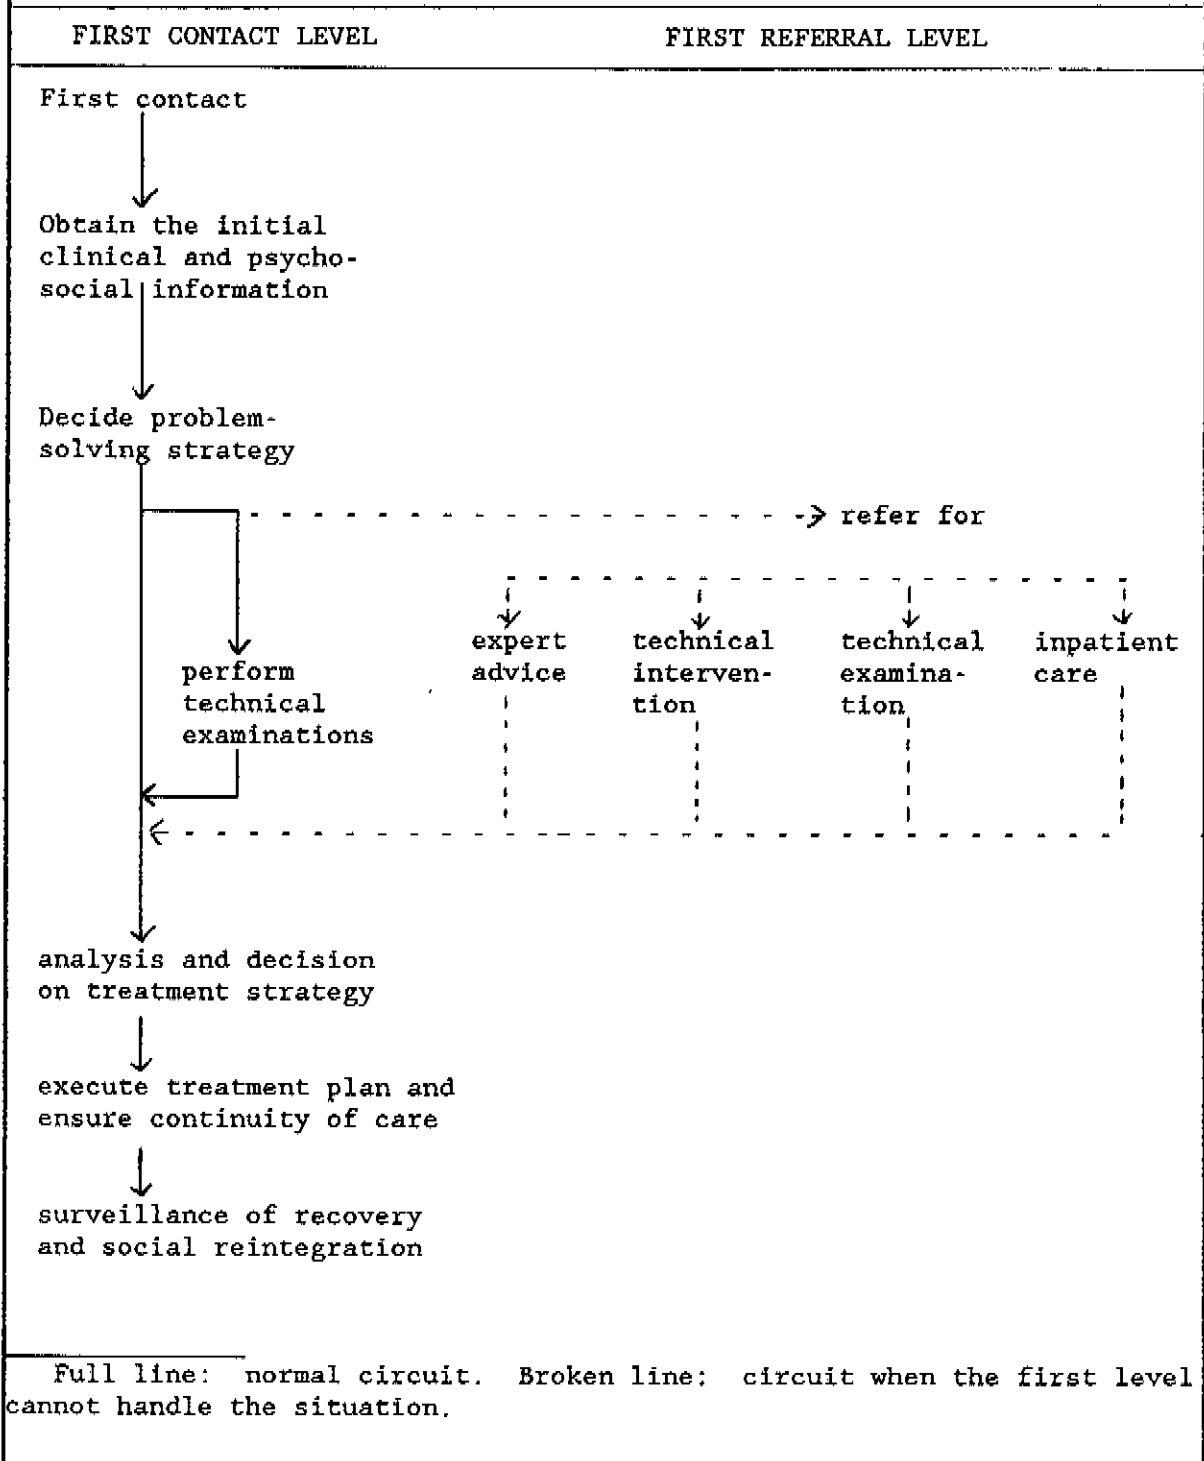 FIRST CONTACT LEVEL
FIRST REFERRAL LEVEL
First contact
Obtain the initial
clinical and psycho-
social information
Decide problem-
solving strategy
refer for
perform
technical
examinations
expert
advice
technical
interven-
tion
technical
examina-
tion
inpatient
care
analysis and decision
on treatment strategy
execute treatment plan and
ensure continuity of care
surveillance of recovery
and social reintegration
Full line: normal circuit. Broken line: circuit when the first level
cannot handle the situation.